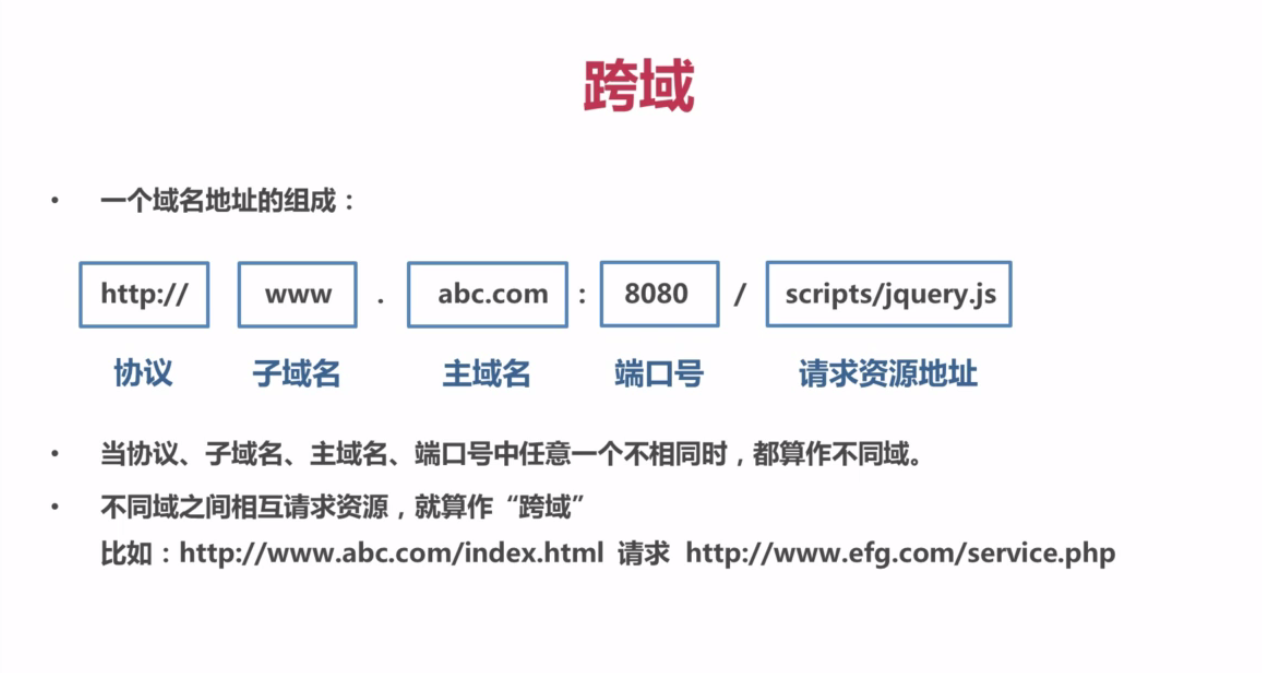 跨域
• 一个域名地址的组成：
http:// www . abc.com : 8080 / scripts/jquery.js
协议 子域名 主域名 端口号 请求资源地址
• 当协议、子域名、主域名、端口号中任意一个不相同时，都算作不同域。
• 不同域之间相互请求资源，就算作“跨域”
比如：http://www.abc.com/index.html 请求 http://www.efg.com/service.php